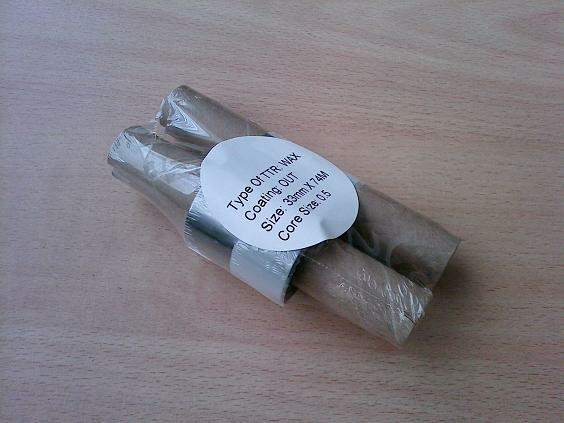 Type Of TTR: WAX
Coating: OUT
Size: 33mm X 74M
Core Size: 0.5